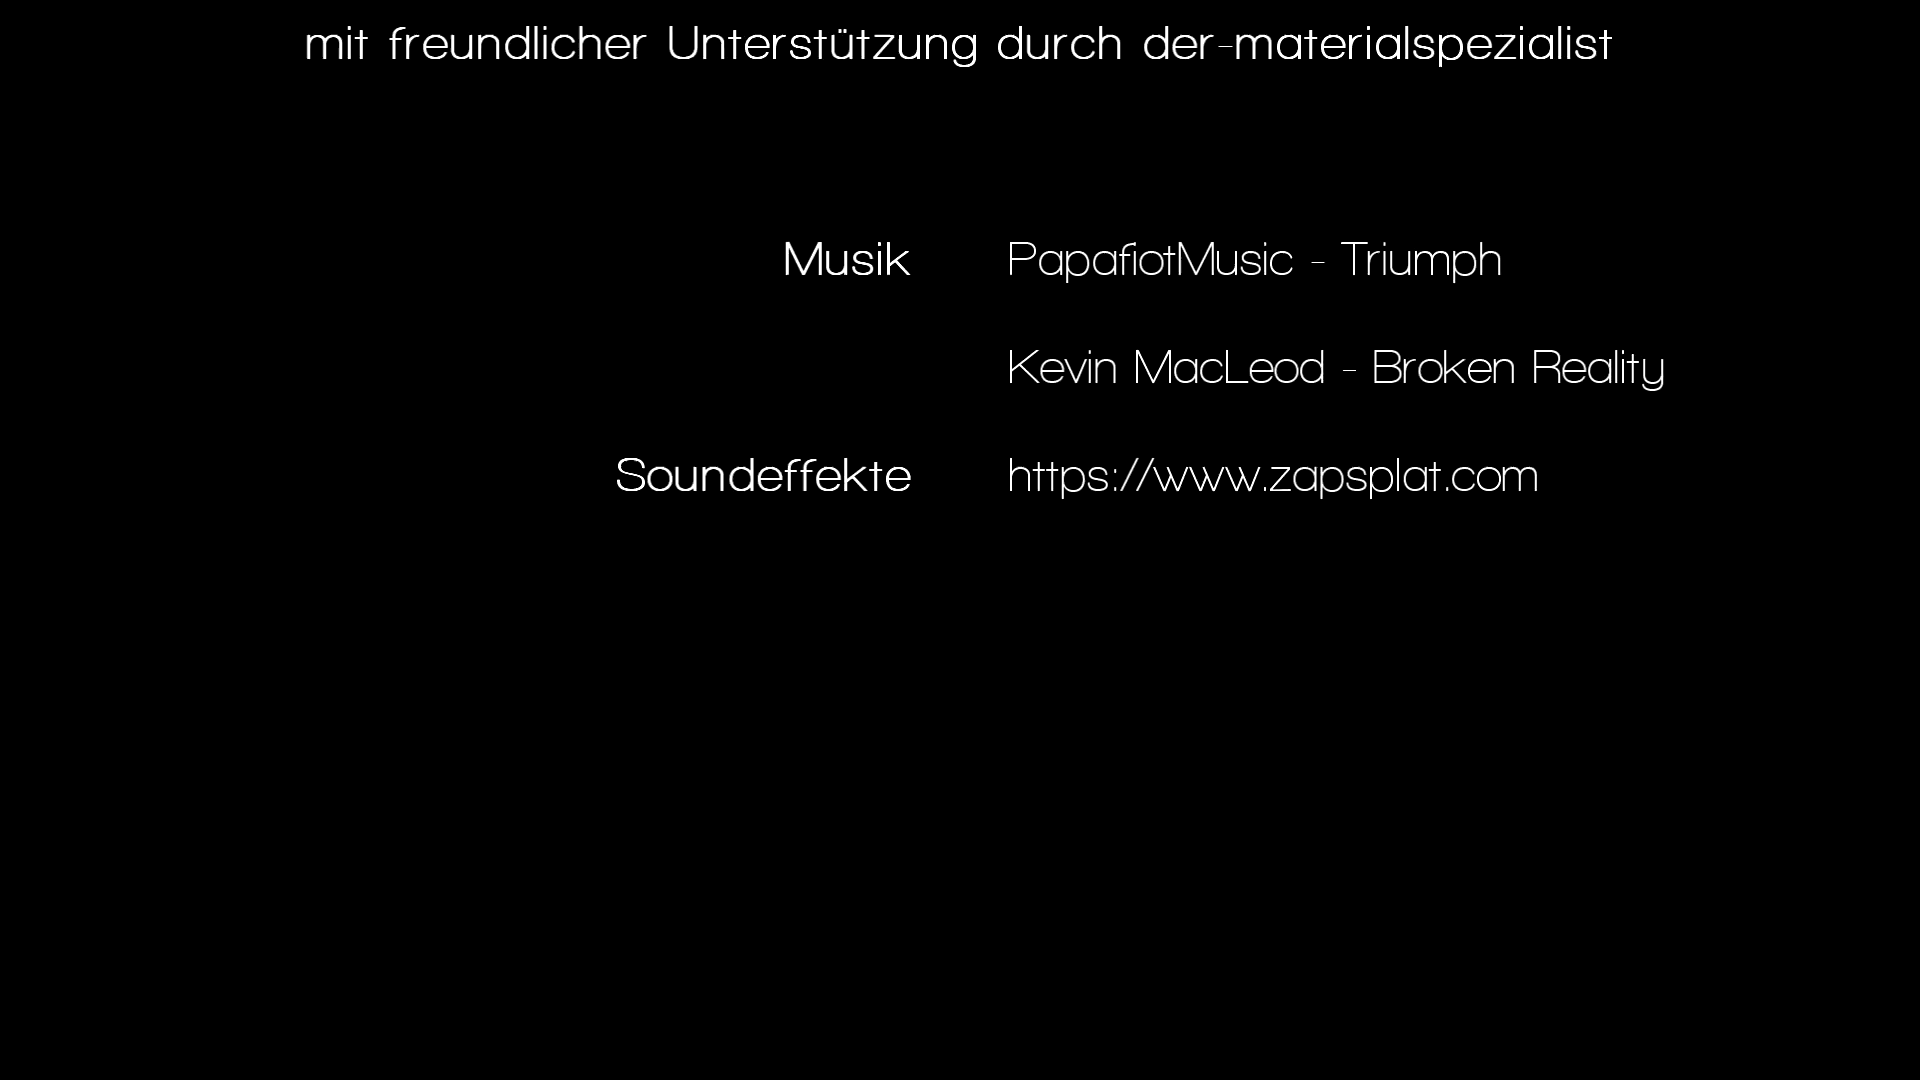 mit freundlicher Unterstützung durch der-materialspezialist
Musik PapafiotMusic - Triumph
Kevin MacLeod - Broken Reality
Soundeffekte https://www.zapsplat.com